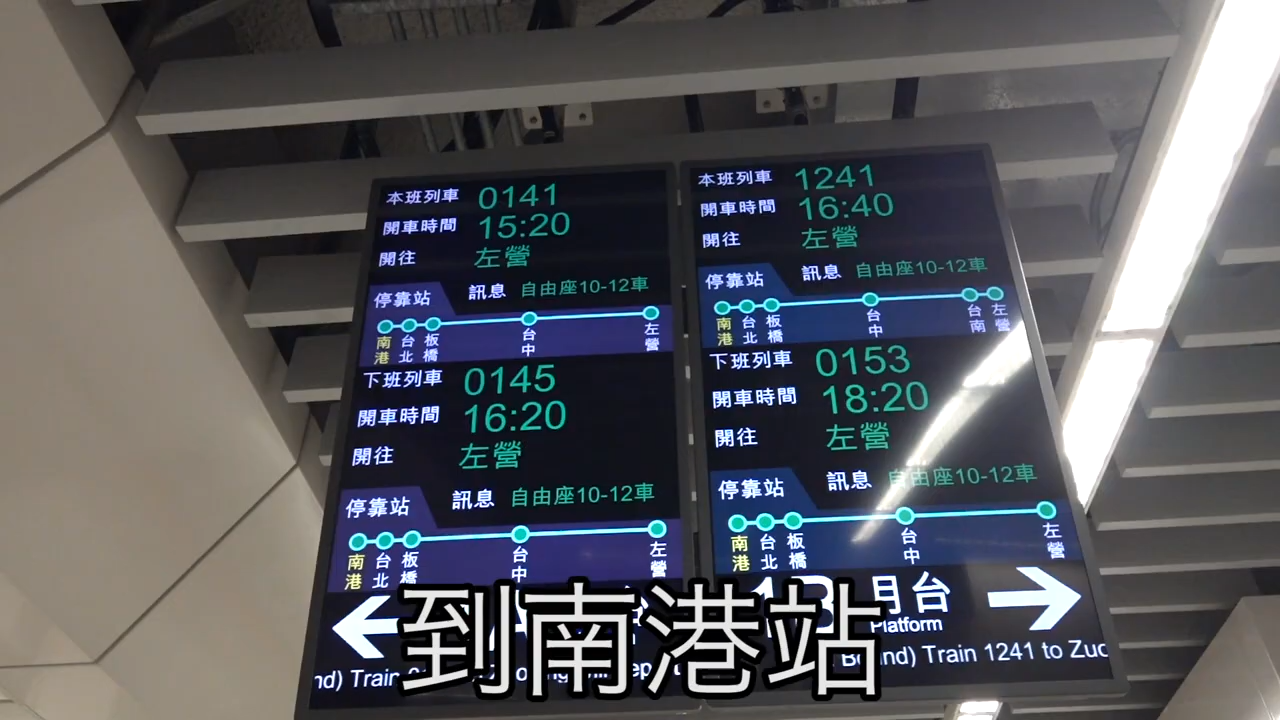 本班列車 0141
開車時間 15:20
開往 左營
停靠站 訊息 自由座10-12車
南港 台北 板橋 台中 左營
下班列車 0145
開車時間 16:20
開往 左營
停靠站 訊息 自由座10-12車
南港 台北 板橋 台中 左營
nd) Train
本班列車 1241
開車時間 16:40
開往 左營
停靠站 訊息 自由座10-12車
南港 台北 板橋 台中 台南 左營
下班列車 0153
開車時間 18:20
開往 左營
停靠站 訊息 自由座10-12車
南港 台北 板橋 台中 左營
月台
Platform
Bound) Train 1241 to Zuo
到南港站